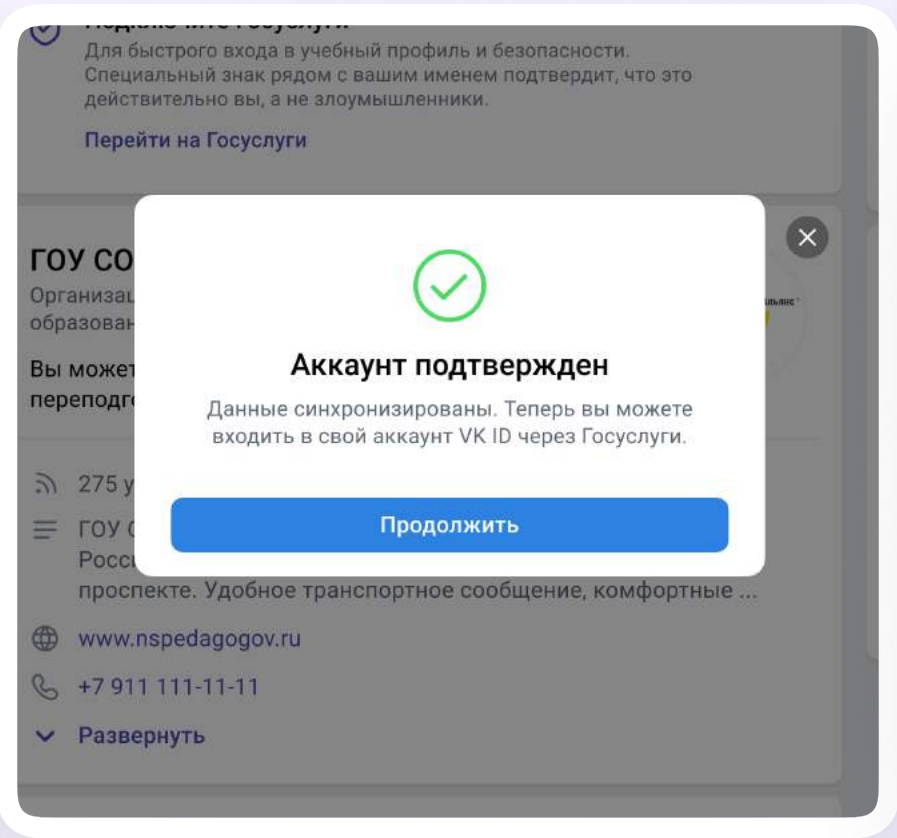 Подключите Госуслуги
Для быстрого входа в учебный профиль и безопасности.
Специальный знак рядом с вашим именем подтвердит, что это
действительно вы, а не злоумышленники.
Перейти на Госуслуги
ГОУ СО
Организац
образован
Вы может
переподго
Аккаунт подтвержден
Данные синхронизированы. Теперь вы можете
входить в свой аккаунт VK ID через Госуслуги.
Продолжить
275 у
ГОУ С
Росси
проспекте. Удобное транспортное сообщение, комфортные ...
www.nspedagogov.ru
+7 911 111-11-11
Развернуть